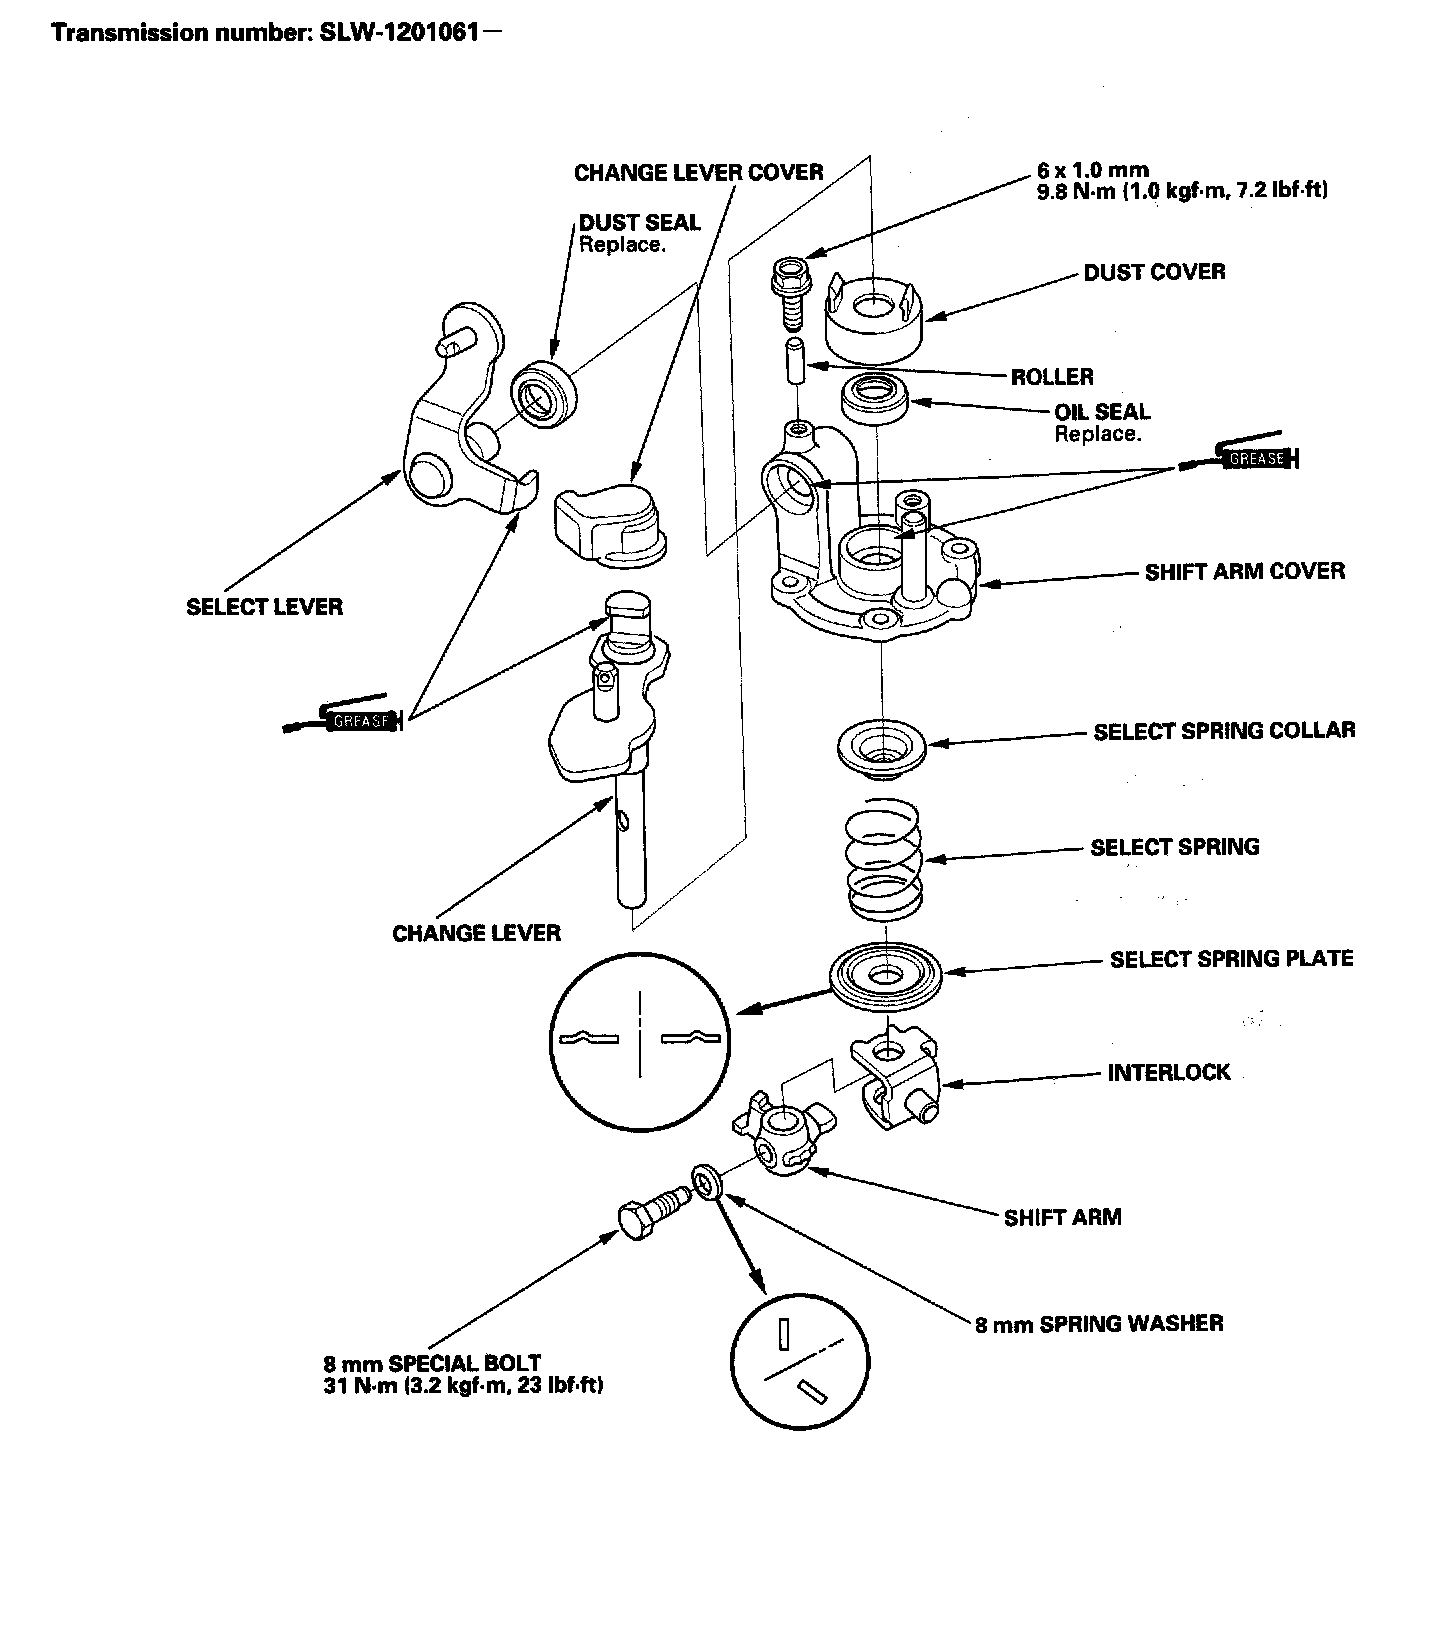 Transmission number: SLW-1201061—
CHANGE LEVER COVER
6 x 1.0 mm
9.8 N·m (1.0 kgf·m, 7.2 lbf·ft)
DUST SEAL
Replace.
DUST COVER
ROLLER
OIL SEAL
Replace.
GREASE
SHIFT ARM COVER
SELECT LEVER
GREASE
SELECT SPRING COLLAR
SELECT SPRING
CHANGE LEVER
SELECT SPRING PLATE
INTERLOCK
SHIFT ARM
8 mm SPRING WASHER
8 mm SPECIAL BOLT
31 N·m (3.2 kgf·m, 23 lbf·ft)